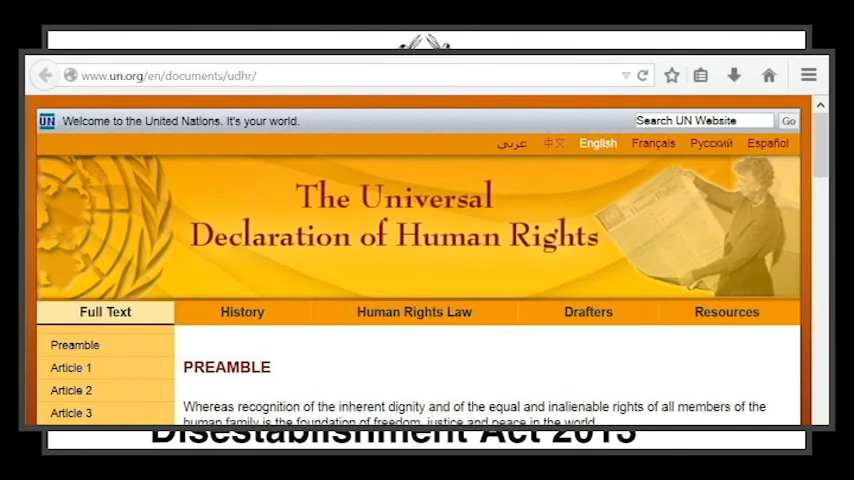 www.un.org/en/documents/udhr/
UN Welcome to the United Nations. It's your world.
Search UN Website Go
عربي 中文 English Français Русский Español
The Universal
Declaration of Human Rights
Human Rights
Full Text History Human Rights Law Drafters Resources
Preamble
Article 1
Article 2
Article 3
PREAMBLE
Whereas recognition of the inherent dignity and of the equal and inalienable rights of all members of the
human family is the foundation of freedom, justice and peace in the world
Disestablishment Act 2013